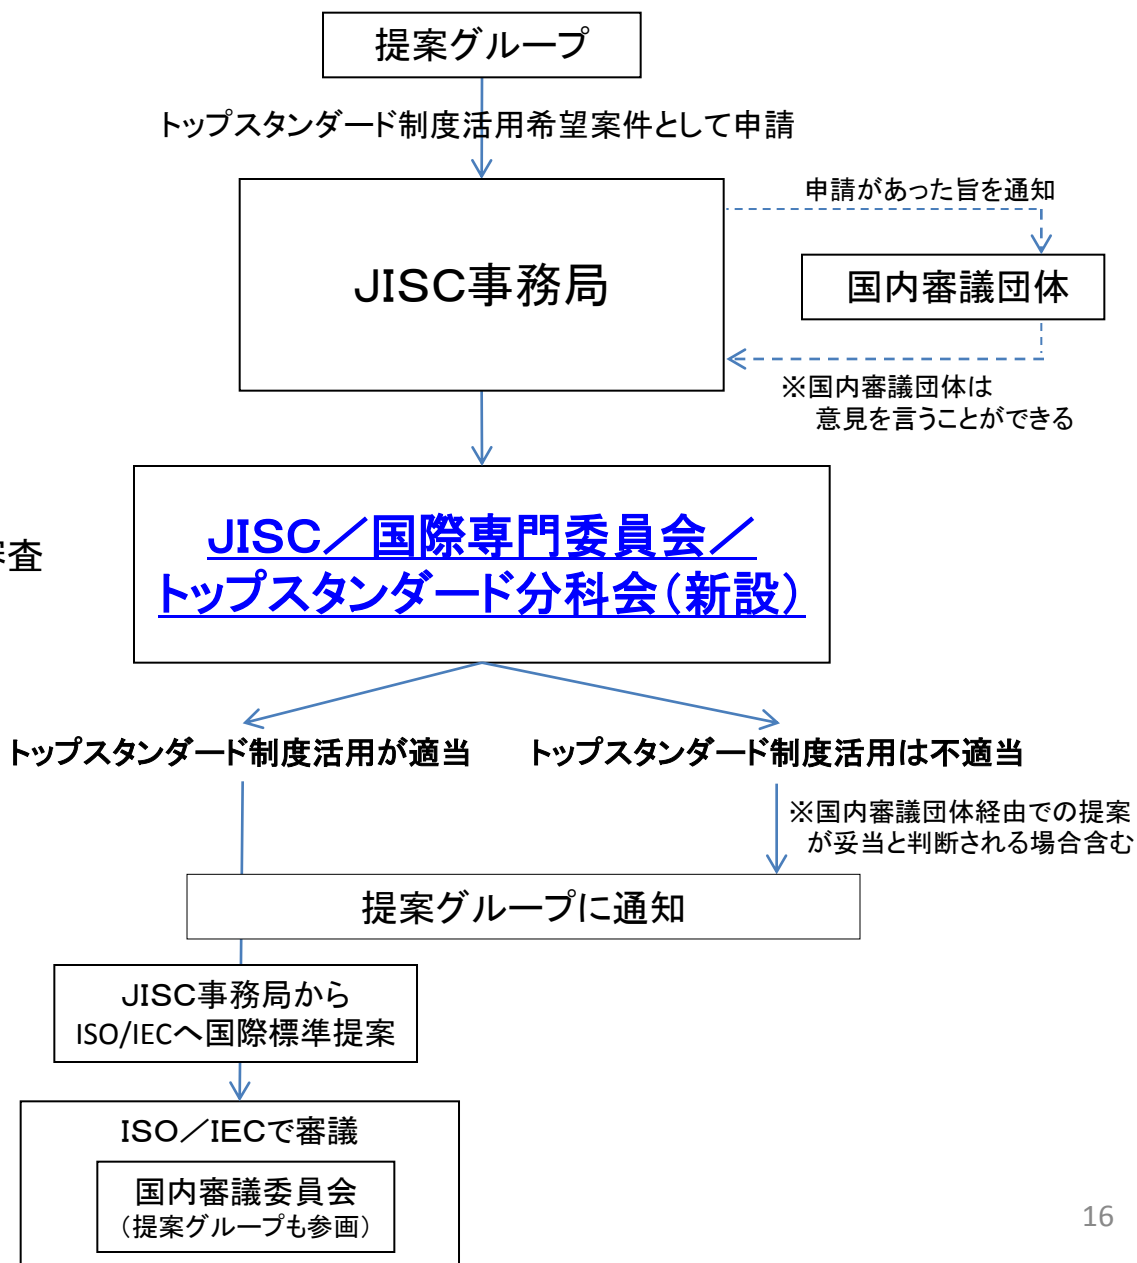 提案グループ
トップスタンダード制度活用希望案件として申請
申請があった旨を通知
JISC事務局
国内審議団体
※国内審議団体は
意見を言うことができる
査
JISC／国際専門委員会／
トップスタンダード分科会（新設）
トップスタンダード制度活用が適当
トップスタンダード制度活用は不適当
※国内審議団体経由での提案
が妥当と判断される場合含む
提案グループに通知
JISC事務局から
ISO/IECへ国際標準提案
ISO／IECで審議
国内審議委員会
（提案グループも参画）
16